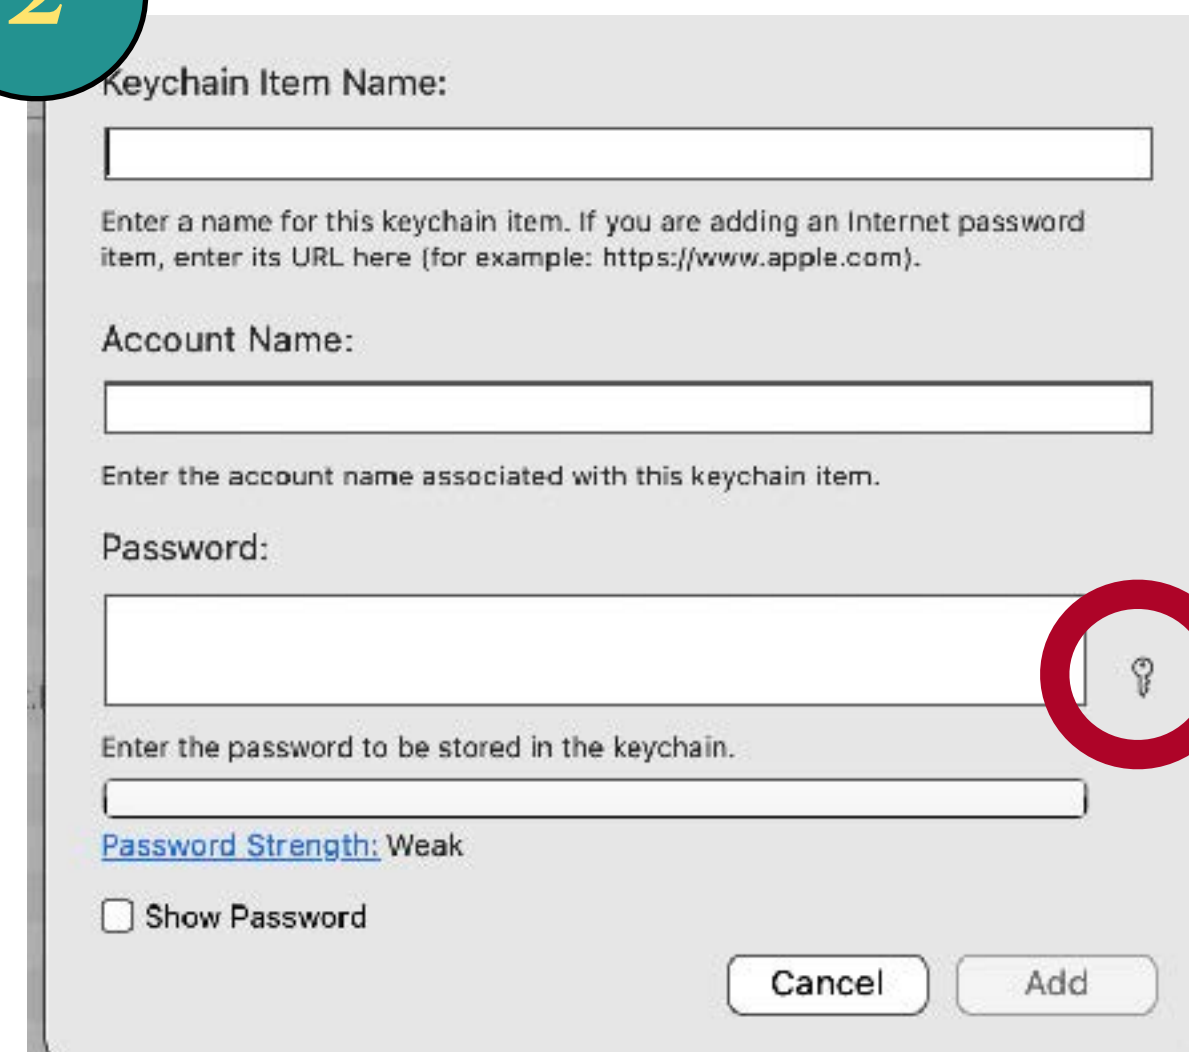 2
Keychain Item Name:
Enter a name for this keychain item. If you are adding an Internet password
item, enter its URL here (for example: https://www.apple.com).
Account Name:
Enter the account name associated with this keychain item.
Password:
Enter the password to be stored in the keychain.
Password Strength: Weak
Show Password
Cancel Add